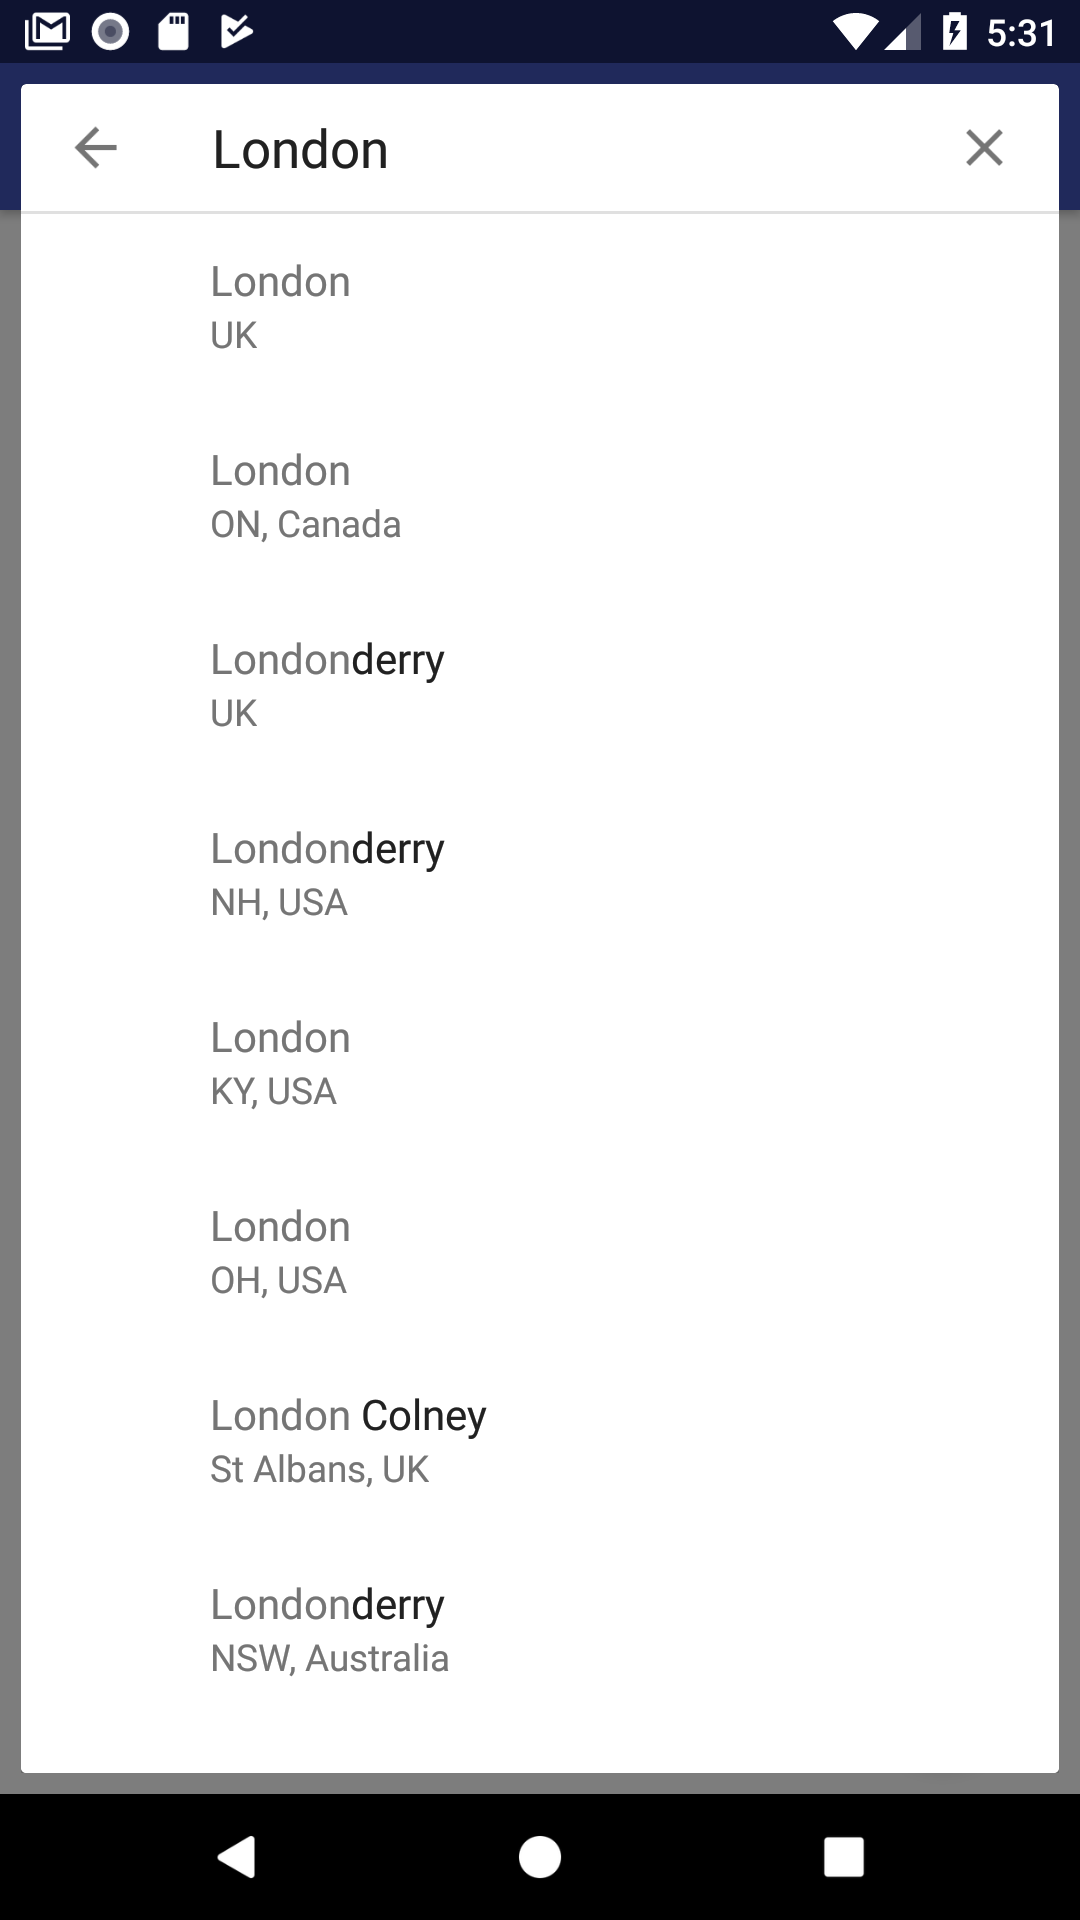 5:31
London
London
UK
London
ON, Canada
Londonderry
UK
Londonderry
NH, USA
London
KY, USA
London
OH, USA
London Colney
St Albans, UK
Londonderry
NSW, Australia